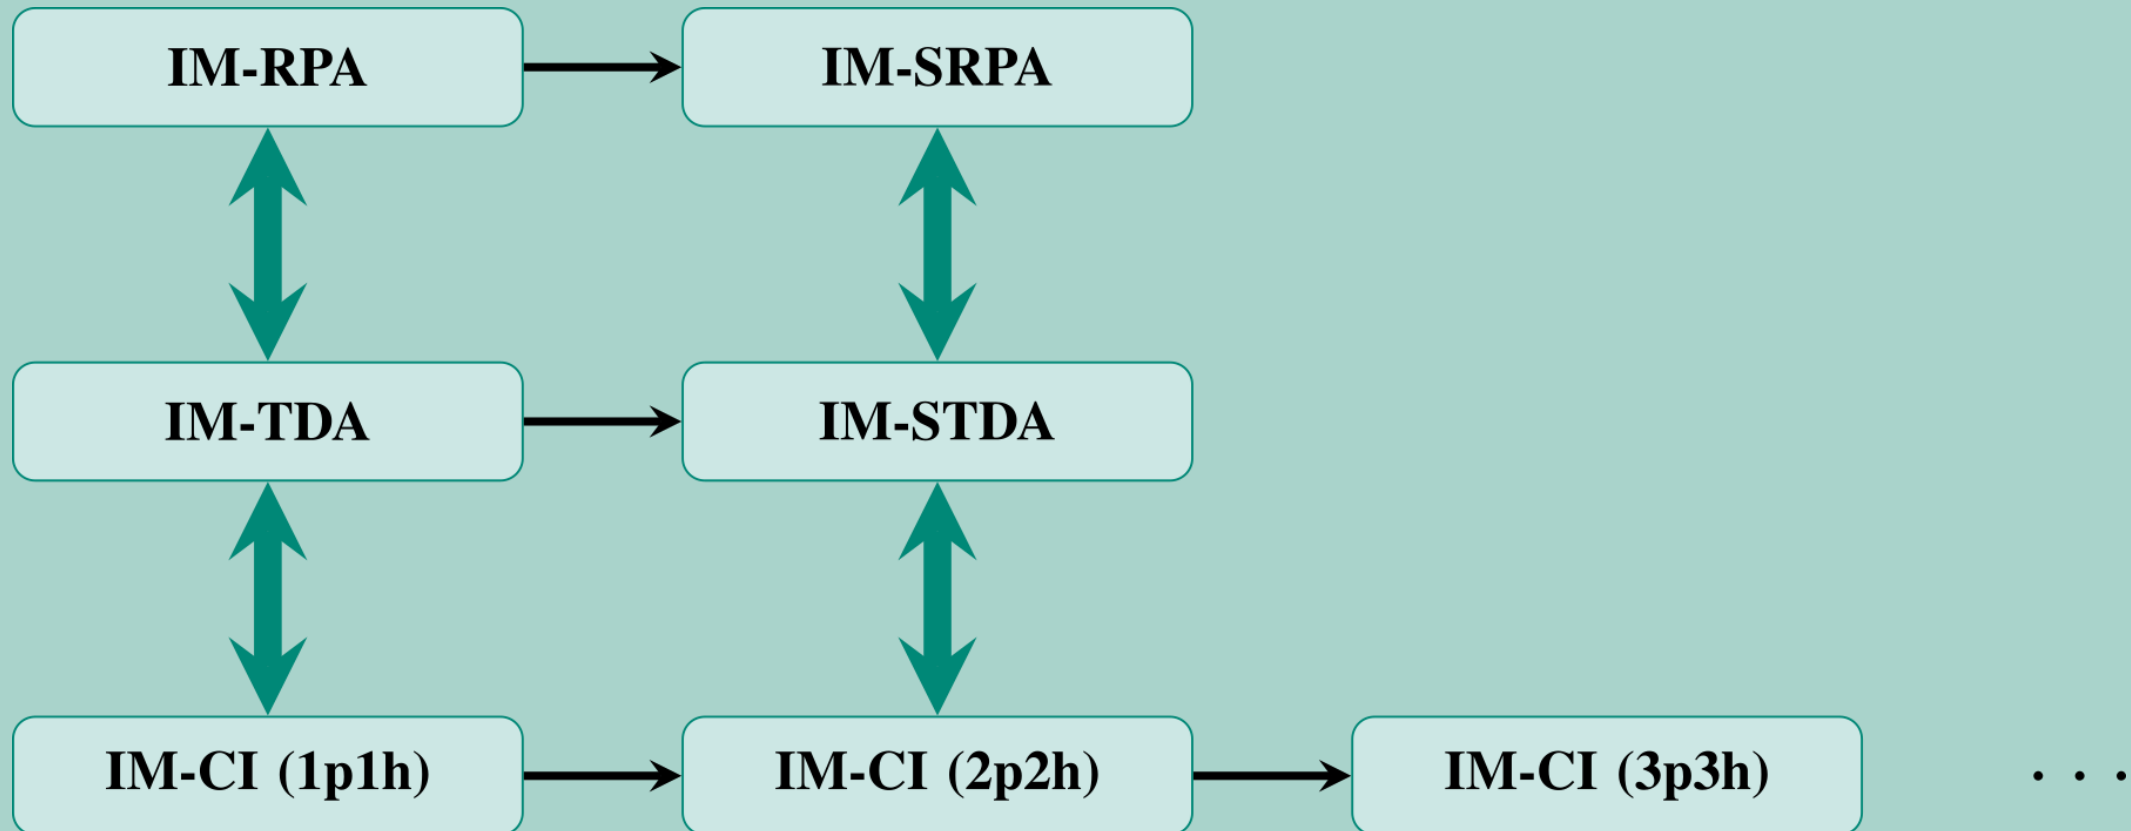 IM-RPA
IM-SRPA
IM-TDA
IM-STDA
IM-CI (1p1h)
IM-CI (2p2h)
IM-CI (3p3h)
. . .